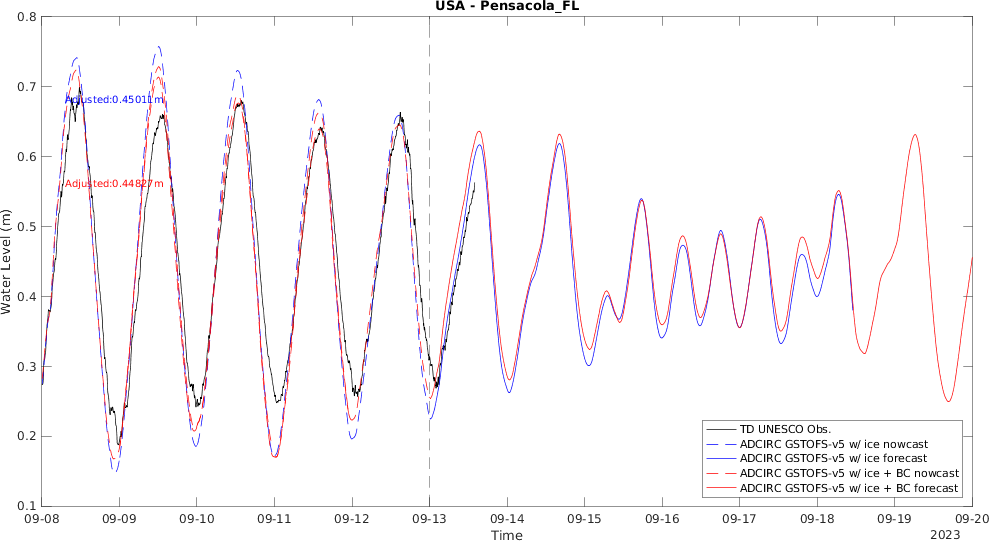 USA - Pensacola_FL
0.8
0.7
0.6
0.5
0.4
0.3
0.2
0.1
Water Level (m)
Adjusted:0.45011m
Adjusted:0.44827m
09-08 09-09 09-10 09-11 09-12 09-13 09-14 09-15 09-16 09-17 09-18 09-19 09-20
Time
2023
TD UNESCO Obs.
ADCIRC GSTOFS-v5 w/ ice nowcast
ADCIRC GSTOFS-v5 w/ ice forecast
ADCIRC GSTOFS-v5 w/ ice + BC nowcast
ADCIRC GSTOFS-v5 w/ ice + BC forecast